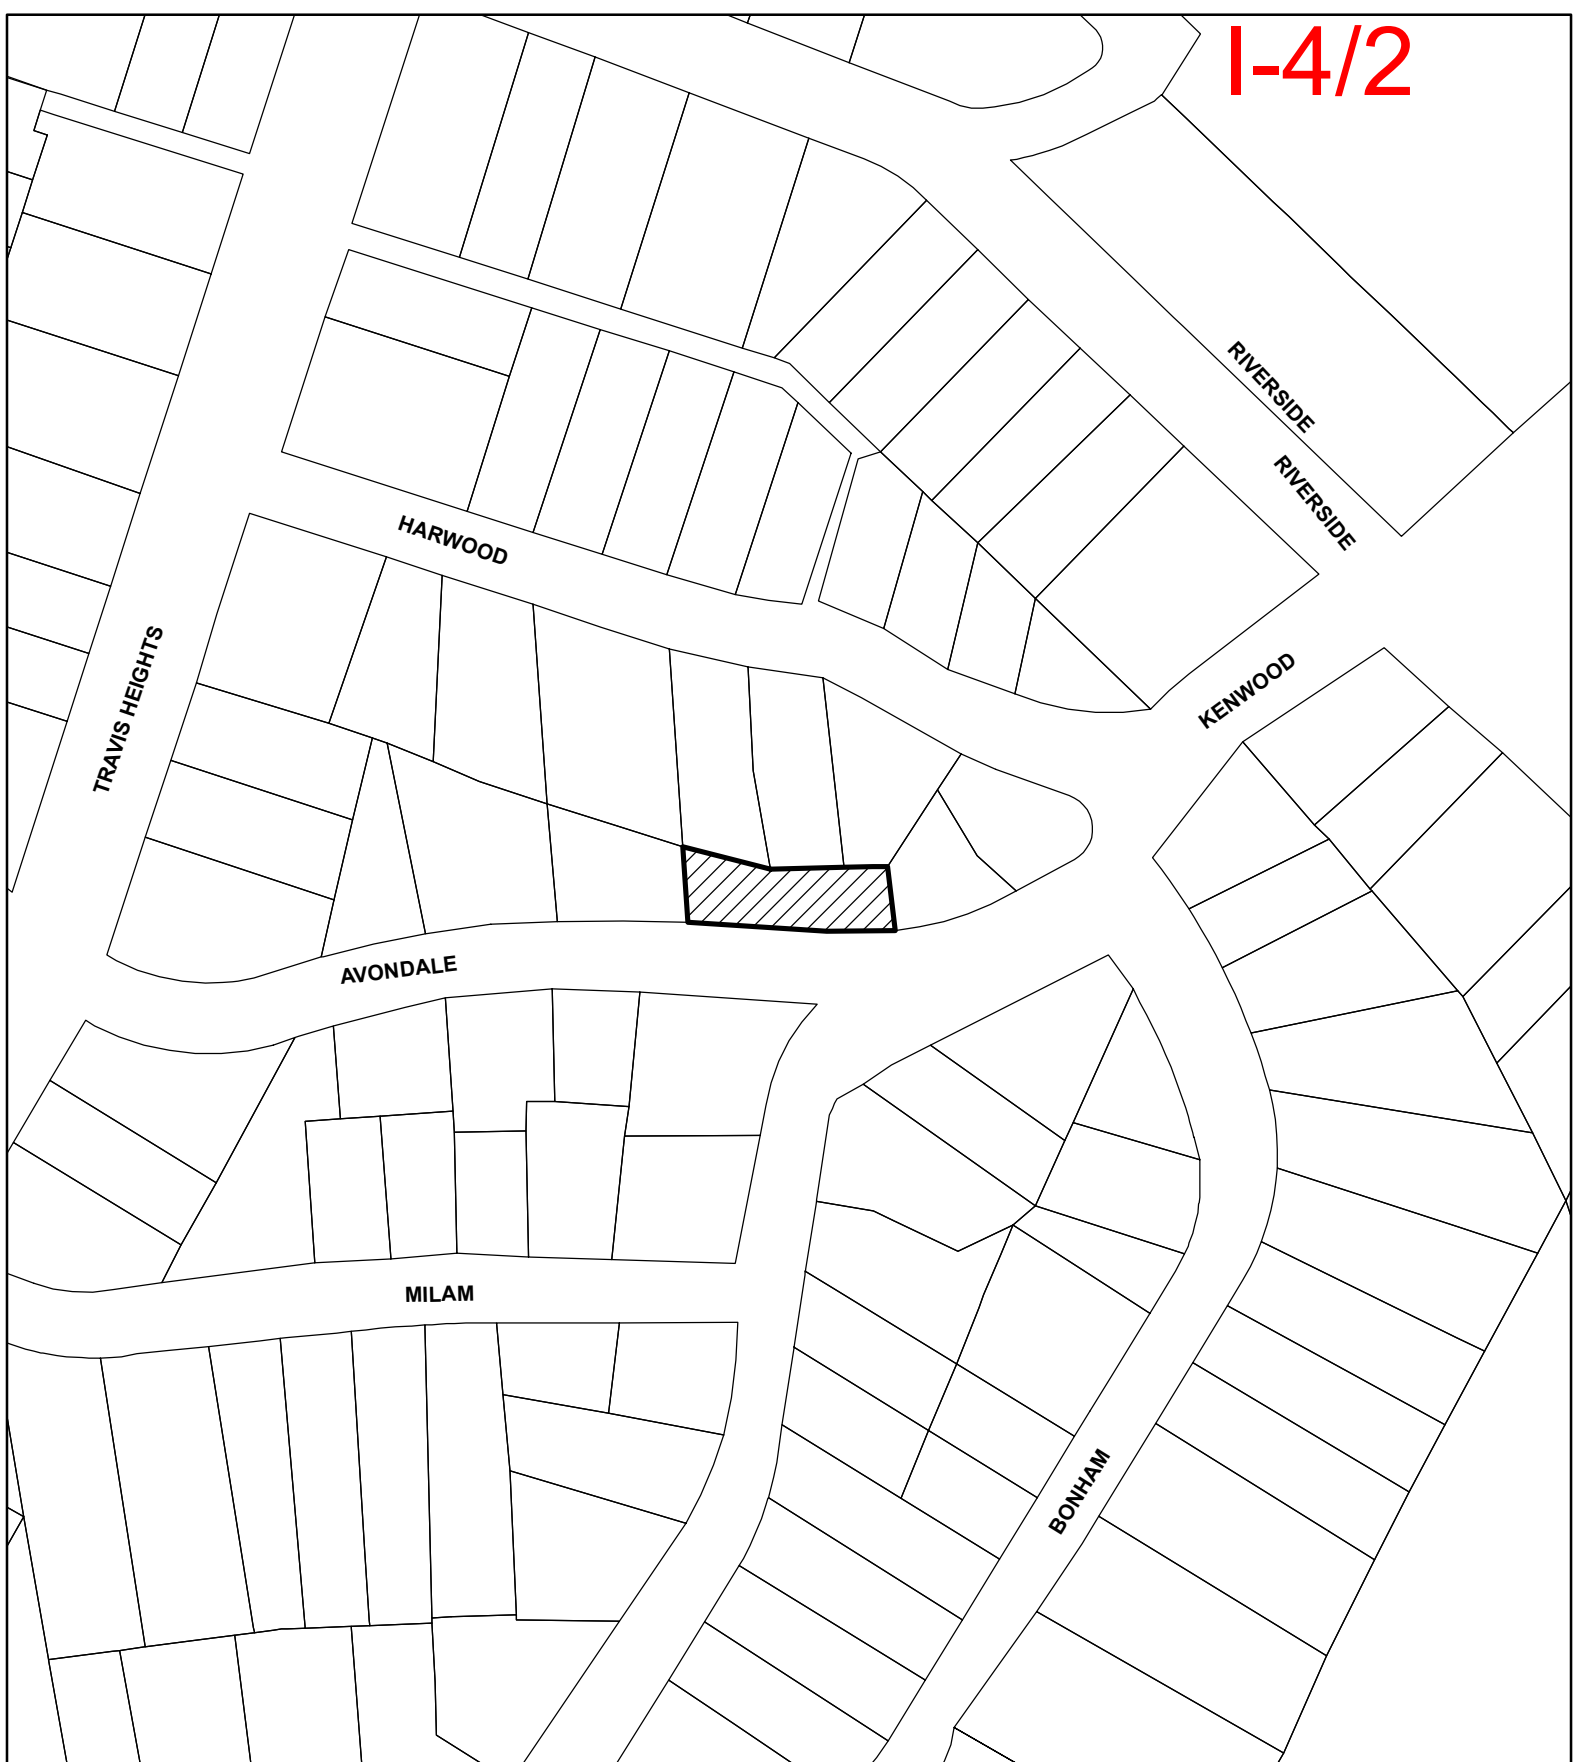 I-4/2
RIVERSIDE
RIVERSIDE
HARWOOD
KENWOOD
TRAVIS HEIGHTS
AVONDALE
MILAM
BONHAM